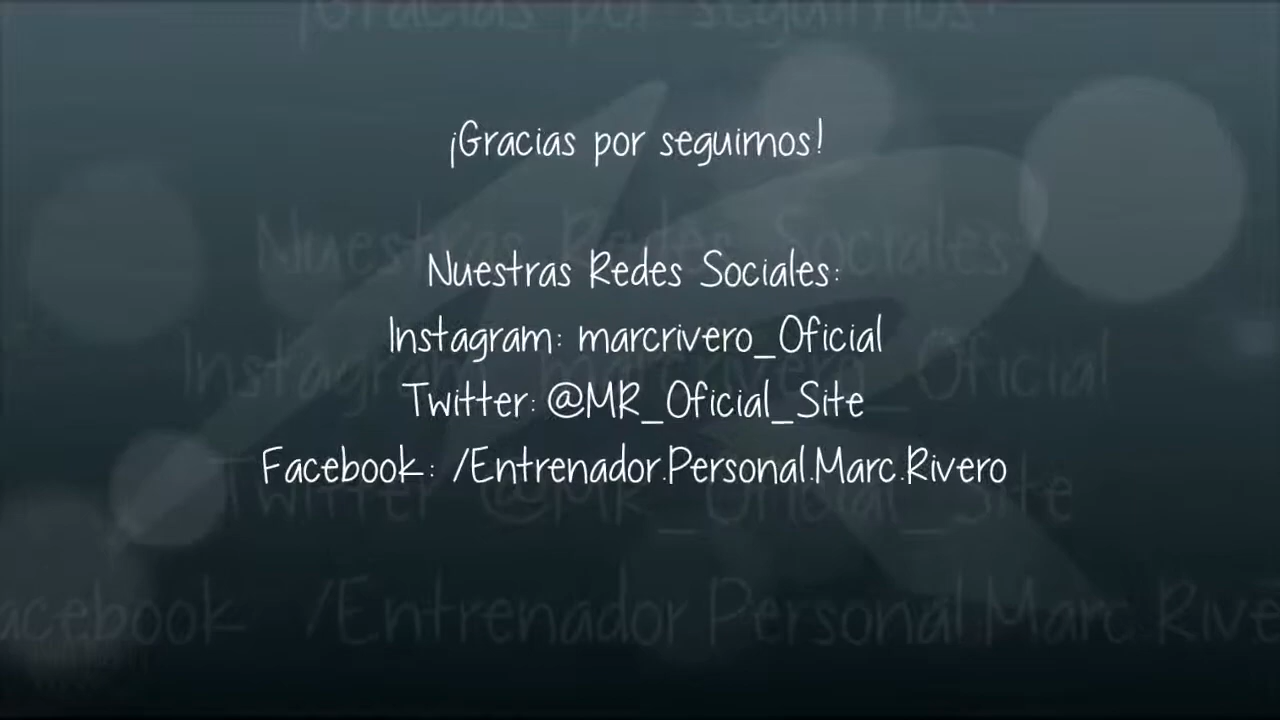 ¡Gracias por seguirnos!
Nuestras Redes Sociales:
Instagram: marcrivero_Oficial
Twitter: @MR_Oficial_Site
Facebook: /Entrenador.Personal.Marc.Rivero